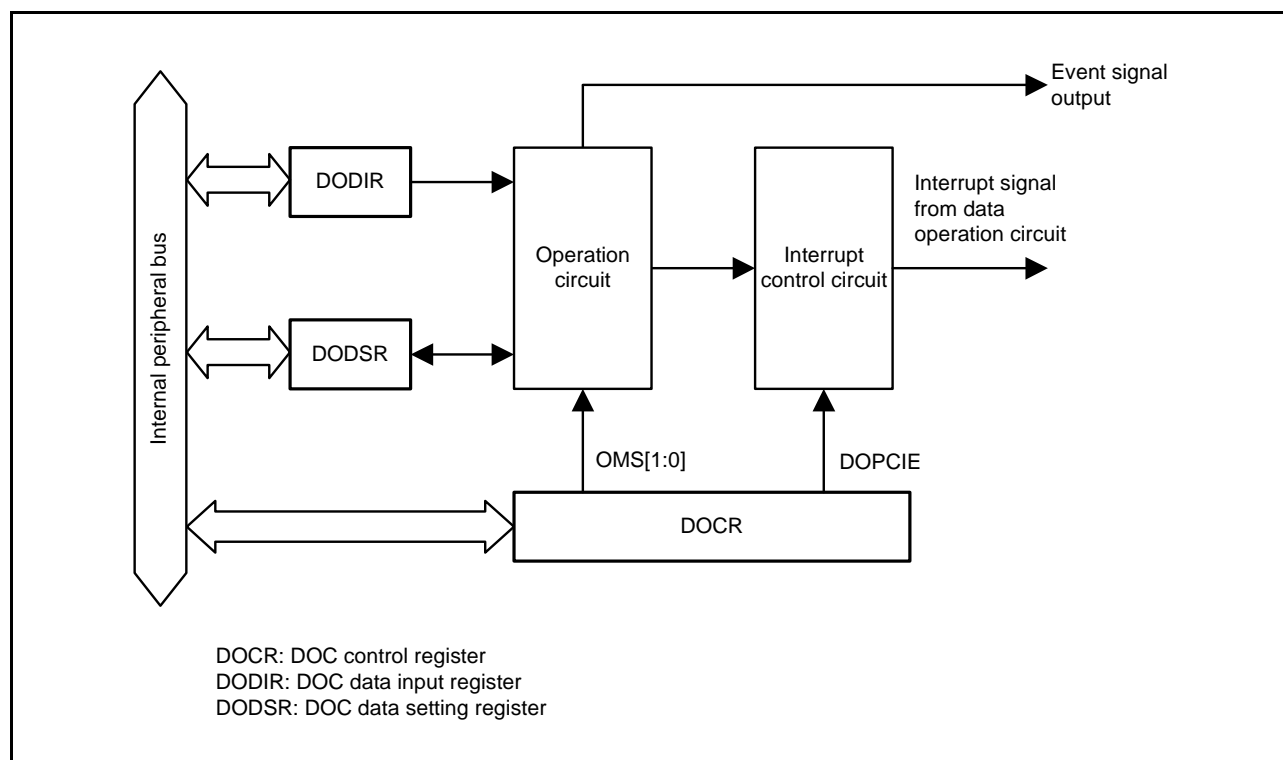 Event signal
output
DODIR
Interrupt signal
from data
operation circuit
Operation
circuit
Interrupt
control circuit
Internal peripheral bus
DODSR
OMS[1:0]
DOPCIE
DOCR
DOCR: DOC control register
DODIR: DOC data input register
DODSR: DOC data setting register